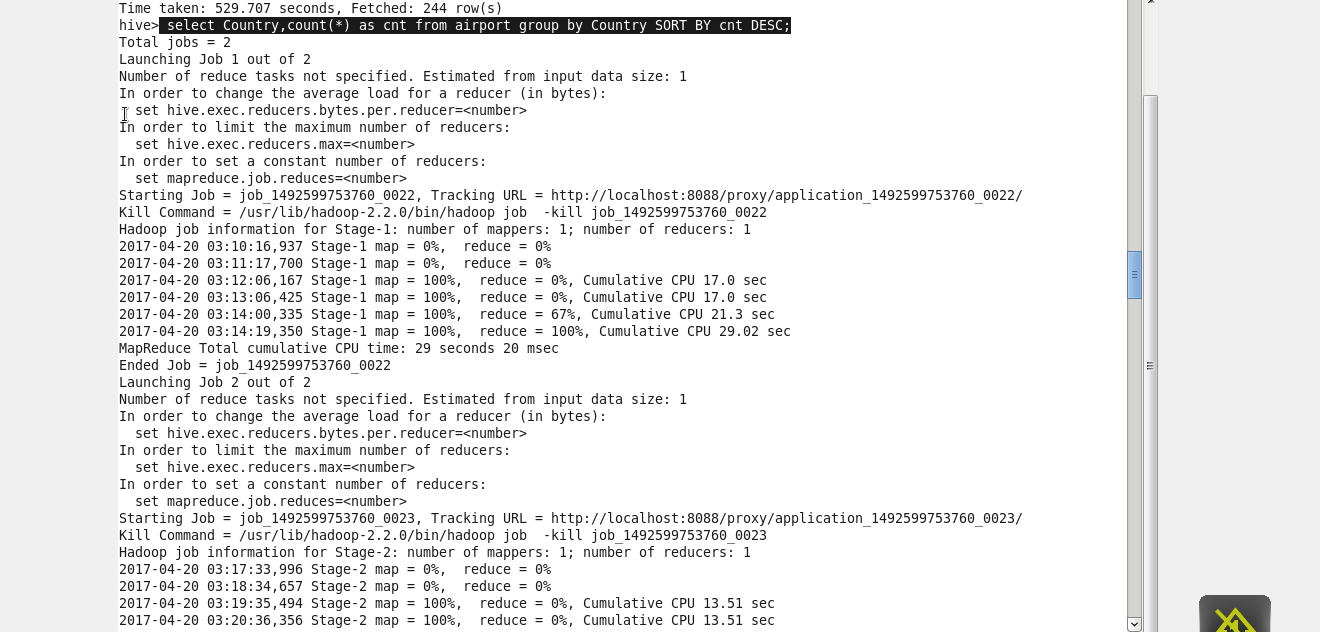 Time taken: 529.707 seconds, Fetched: 244 row(s)
hive> select Country,count(*) as cnt from airport group by Country SORT BY cnt DESC;
Total jobs = 2
Launching Job 1 out of 2
Number of reduce tasks not specified. Estimated from input data size: 1
In order to change the average load for a reducer (in bytes):
  set hive.exec.reducers.bytes.per.reducer=<number>
In order to limit the maximum number of reducers:
  set hive.exec.reducers.max=<number>
In order to set a constant number of reducers:
  set mapreduce.job.reduces=<number>
Starting Job = job_1492599753760_0022, Tracking URL = http://localhost:8088/proxy/application_1492599753760_0022/
Kill Command = /usr/lib/hadoop-2.2.0/bin/hadoop job  -kill job_1492599753760_0022
Hadoop job information for Stage-1: number of mappers: 1; number of reducers: 1
2017-04-20 03:10:16,937 Stage-1 map = 0%,  reduce = 0%
2017-04-20 03:11:17,700 Stage-1 map = 0%,  reduce = 0%
2017-04-20 03:12:06,167 Stage-1 map = 100%,  reduce = 0%, Cumulative CPU 17.0 sec
2017-04-20 03:13:06,425 Stage-1 map = 100%,  reduce = 0%, Cumulative CPU 17.0 sec
2017-04-20 03:14:00,335 Stage-1 map = 100%,  reduce = 67%, Cumulative CPU 21.3 sec
2017-04-20 03:14:19,350 Stage-1 map = 100%,  reduce = 100%, Cumulative CPU 29.02 sec
MapReduce Total cumulative CPU time: 29 seconds 20 msec
Ended Job = job_1492599753760_0022
Launching Job 2 out of 2
Number of reduce tasks not specified. Estimated from input data size: 1
In order to change the average load for a reducer (in bytes):
  set hive.exec.reducers.bytes.per.reducer=<number>
In order to limit the maximum number of reducers:
  set hive.exec.reducers.max=<number>
In order to set a constant number of reducers:
  set mapreduce.job.reduces=<number>
Starting Job = job_1492599753760_0023, Tracking URL = http://localhost:8088/proxy/application_1492599753760_0023/
Kill Command = /usr/lib/hadoop-2.2.0/bin/hadoop job  -kill job_1492599753760_0023
Hadoop job information for Stage-2: number of mappers: 1; number of reducers: 1
2017-04-20 03:17:33,996 Stage-2 map = 0%,  reduce = 0%
2017-04-20 03:18:34,657 Stage-2 map = 0%,  reduce = 0%
2017-04-20 03:19:35,494 Stage-2 map = 100%,  reduce = 0%, Cumulative CPU 13.51 sec
2017-04-20 03:20:36,356 Stage-2 map = 100%,  reduce = 0%, Cumulative CPU 13.51 sec